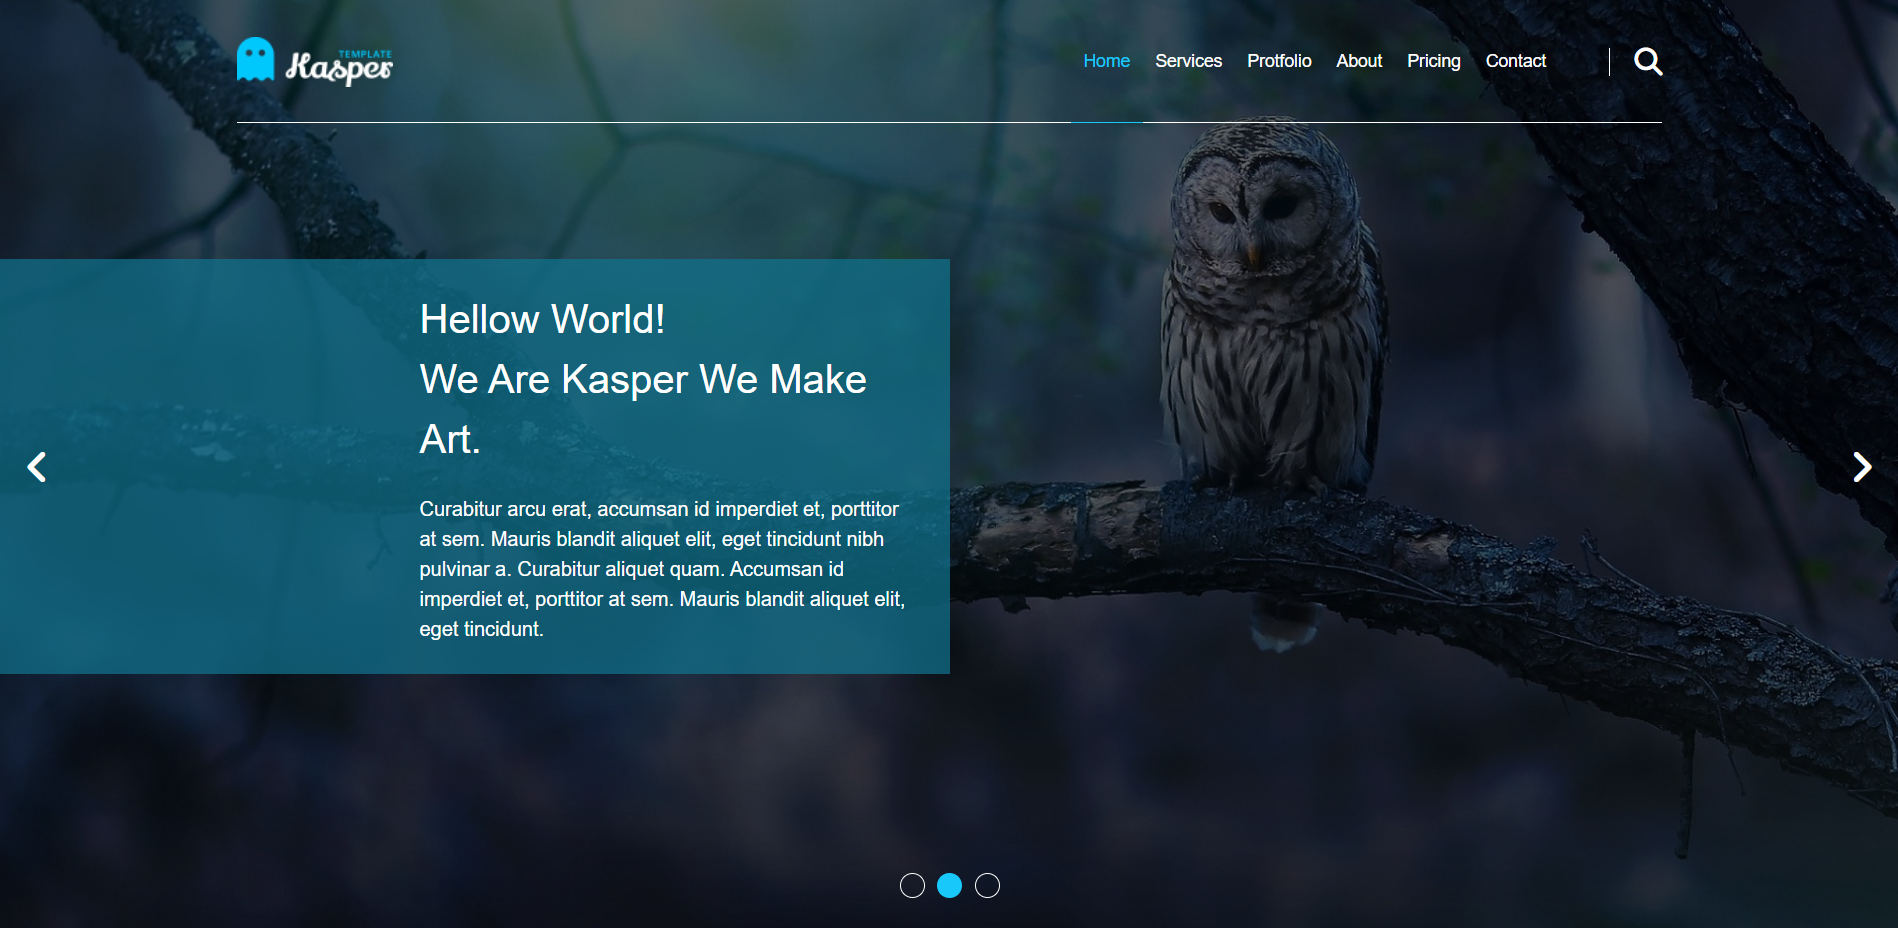 TEMPLATE
Kasper
Home Services Protfolio About Pricing Contact
Hellow World!
We Are Kasper We Make
Art.
Curabitur arcu erat, accumsan id imperdiet et, porttitor
at sem. Mauris blandit aliquet elit, eget tincidunt nibh
pulvinar a. Curabitur aliquet quam. Accumsan id
imperdiet et, porttitor at sem. Mauris blandit aliquet elit,
eget tincidunt.